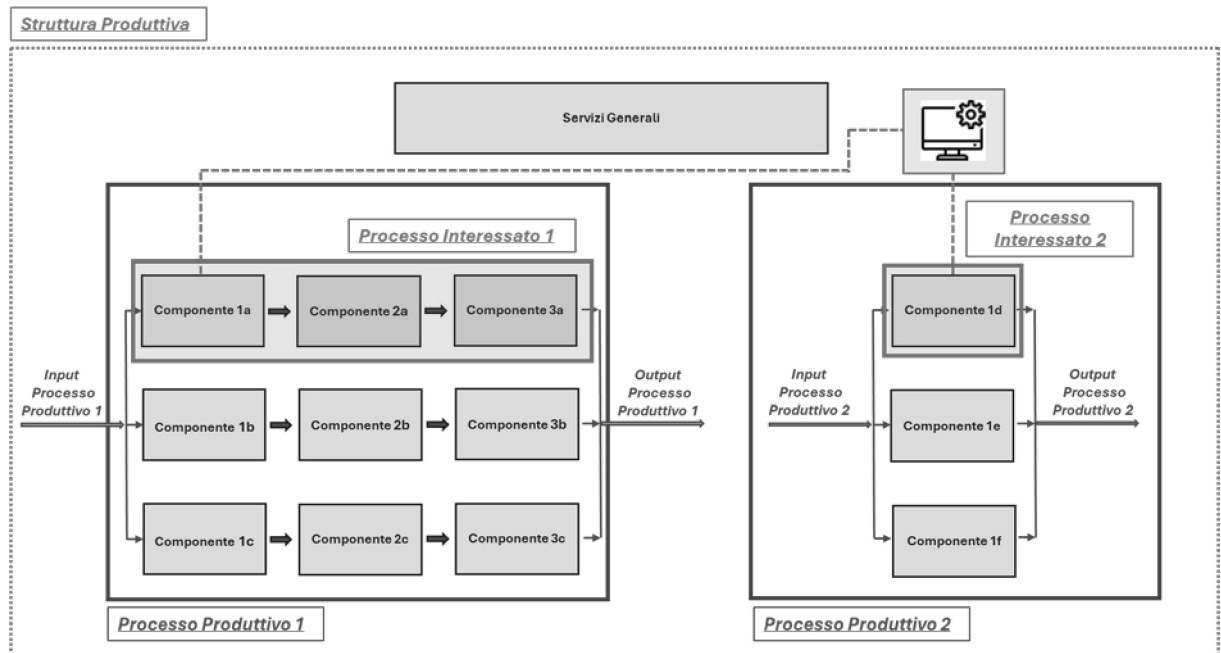 Struttura Produttiva
Servizi Generali
Processo Interessato 1
Processo
Interessato 2
Componente 1a
Componente 2a
Componente 3a
Componente 1d
Input
Processo
Produttivo 1
Output
Processo
Produttivo 1
Input
Processo
Produttivo 2
Output
Processo
Produttivo 2
Componente 1b
Componente 2b
Componente 3b
Componente 1e
Componente 1c
Componente 2c
Componente 3c
Componente 1f
Processo Produttivo 1
Processo Produttivo 2